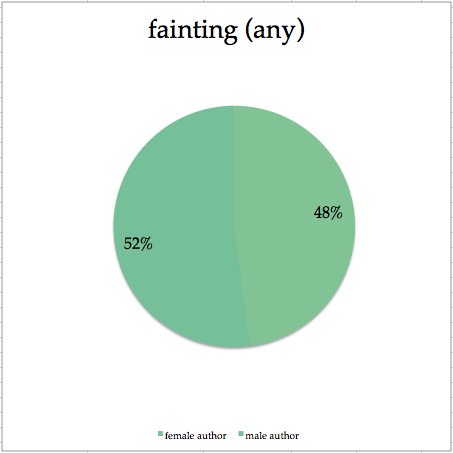 fainting (any)
48%
52%
female author male author